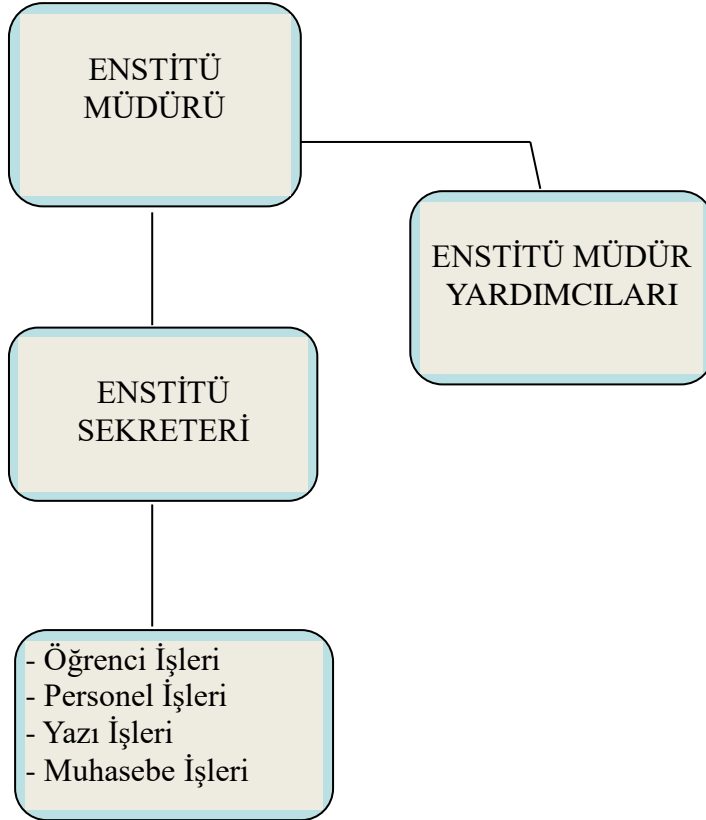 ENSTİTÜ
MÜDÜRÜ
ENSTİTÜ MÜDÜR
YARDIMCILARI
ENSTİTÜ
SEKRETERİ
- Öğrenci İşleri
- Personel İşleri
- Yazı İşleri
- Muhasebe İşleri